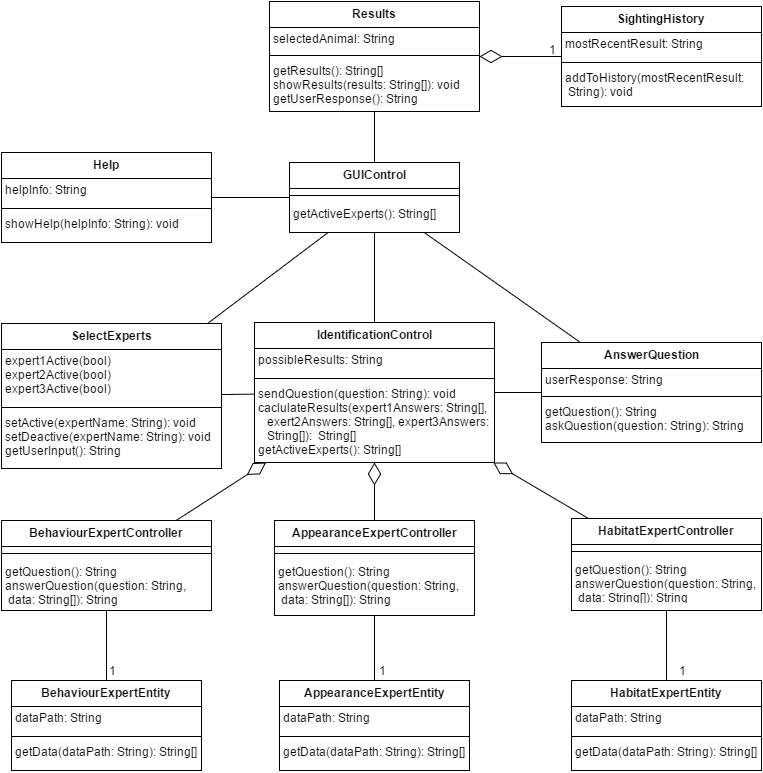 Results
selectedAnimal: String
getResults(): String[]
showResults(results: String[]): void
getUserResponse(): String
SightingHistory
mostRecentResult: String
addToHistory(mostRecentResult:
String): void
1
Help
helpInfo: String
showHelp(helpInfo: String): void
GUIControl
getActiveExperts(): String[]
SelectExperts
expert1Active(bool)
expert2Active(bool)
expert3Active(bool)
setActive(expertName: String): void
setDeactive(expertName: String): void
getUserInput(): String
IdentificationControl
possibleResults: String
sendQuestion(question: String): void
caclulateResults(expert1Answers: String[],
exert2Answers: String[], expert3Answers:
String[]): String[]
getActiveExperts(): String[]
AnswerQuestion
userResponse: String
getQuestion(): String
askQuestion(question: String): String
BehaviourExpertController
getQuestion(): String
answerQuestion(question: String,
data: String[]): String
AppearanceExpertController
getQuestion(): String
answerQuestion(question: String,
data: String[]): String
HabitatExpertController
getQuestion(): String
answerQuestion(question: String,
data: String[]): String
1
1
1
BehaviourExpertEntity
dataPath: String
getData(dataPath: String): String[]
AppearanceExpertEntity
dataPath: String
getData(dataPath: String): String[]
HabitatExpertEntity
dataPath: String
getData(dataPath: String): String[]